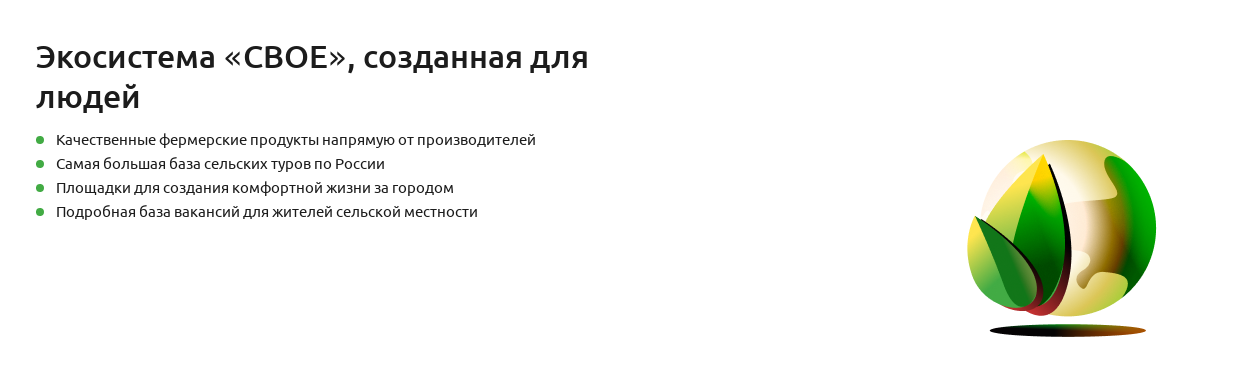 Экосистема «СВОЕ», созданная для
людей
Качественные фермерские продукты напрямую от производителей
Самая большая база сельских туров по России
Площадки для создания комфортной жизни за городом
Подробная база вакансий для жителей сельской местности